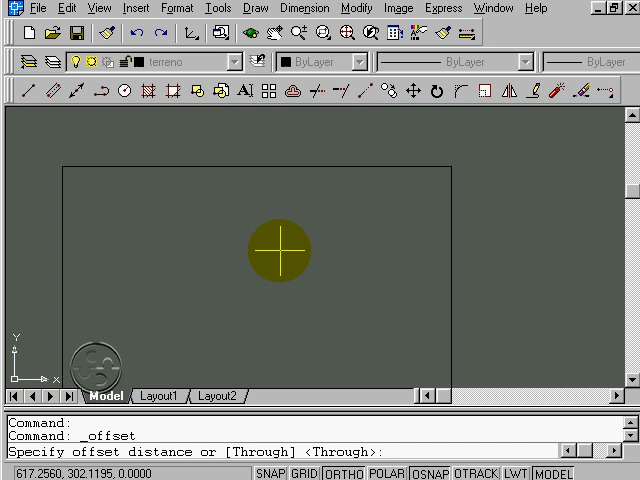 File Edit View Insert Format Tools Draw Dimension Modify Image Express Window Help
terreno ByLayer ByLayer ByLayer
A
Y
X
Model Layout1 Layout2
Command:
Command: _offset
Specify offset distance or [Through] <Through>:
617.2560, 302.1195, 0.0000 SNAP GRID ORTHO POLAR OSNAP OTRACK LWT MODEL